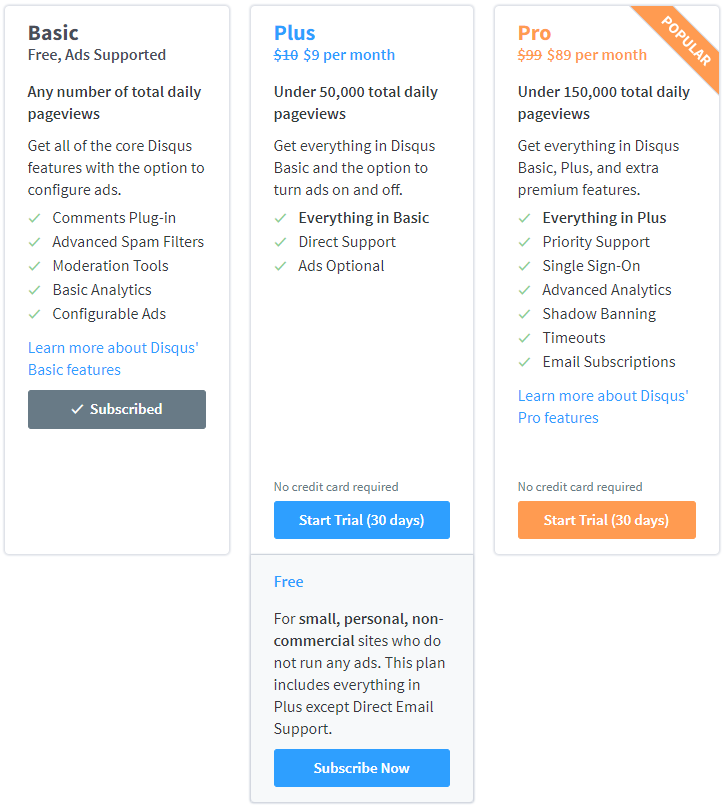 Basic
Free, Ads Supported
Any number of total daily
pageviews
Get all of the core Disqus
features with the option to
configure ads.
Comments Plug-in
Advanced Spam Filters
Moderation Tools
Basic Analytics
Configurable Ads
Learn more about Disqus'
Basic features
Subscribed
Plus
$10 $9 per month
Under 50,000 total daily
pageviews
Get everything in Disqus
Basic and the option to
turn ads on and off.
Everything in Basic
Direct Support
Ads Optional
No credit card required
Start Trial (30 days)
Free
For small, personal, non-
commercial sites who do
not run any ads. This plan
includes everything in
Plus except Direct Email
Support.
Subscribe Now
Pro
$99 $89 per month
POPULAR
Under 150,000 total daily
pageviews
Get everything in Disqus
Basic, Plus, and extra
premium features.
Everything in Plus
Priority Support
Single Sign-On
Advanced Analytics
Shadow Banning
Timeouts
Email Subscriptions
Learn more about Disqus'
Pro features
No credit card required
Start Trial (30 days)